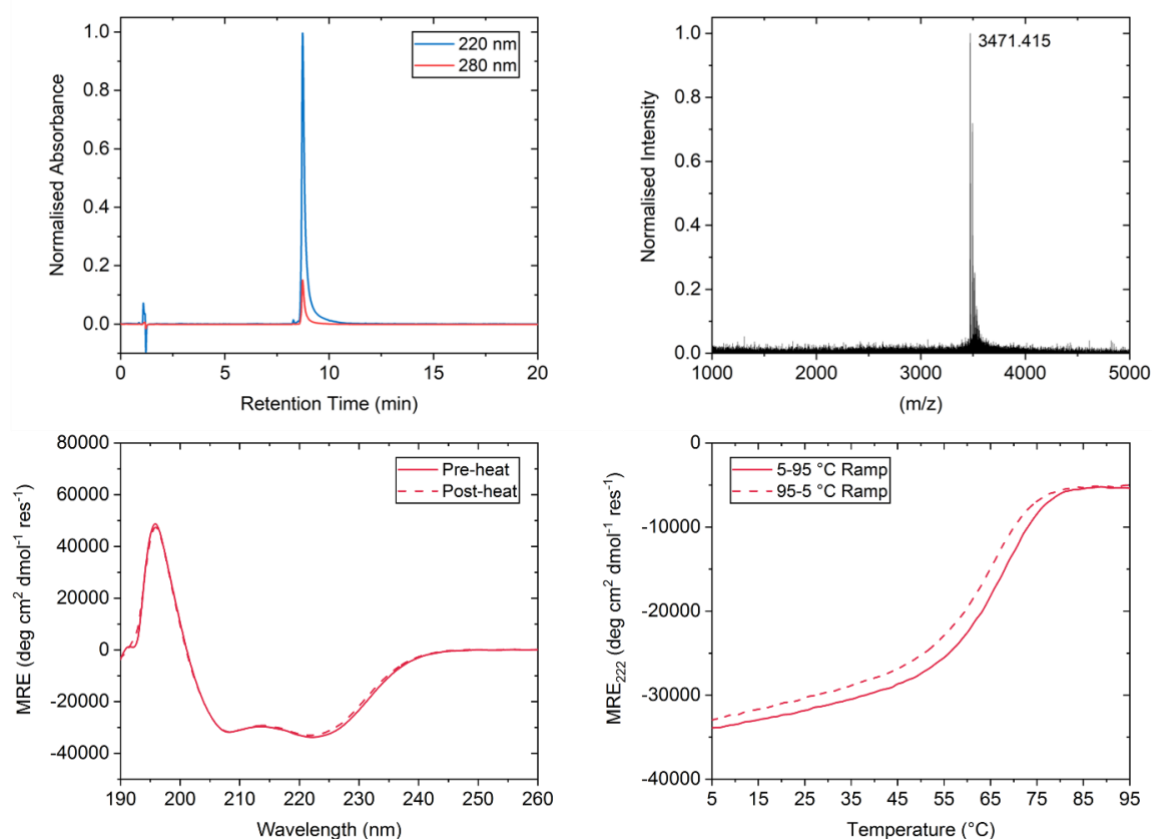 220 nm
280 nm
Normalised Absorbance
1.0
0.8
0.6
0.4
0.2
0.0
0 5 10 15 20
Retention Time (min)
3471.415
Normalised Intensity
1.0
0.8
0.6
0.4
0.2
0.0
1000 2000 3000 4000 5000
(m/z)
Pre-heat
Post-heat
MRE (deg cm² dmol⁻¹ res⁻¹)
80000
60000
40000
20000
0
-20000
-40000
190 200 210 220 230 240 250 260
Wavelength (nm)
5-95 °C Ramp
95-5 °C Ramp
MRE₂₂₂ (deg cm² dmol⁻¹ res⁻¹)
0
-10000
-20000
-30000
-40000
5 15 25 35 45 55 65 75 85 95
Temperature (°C)